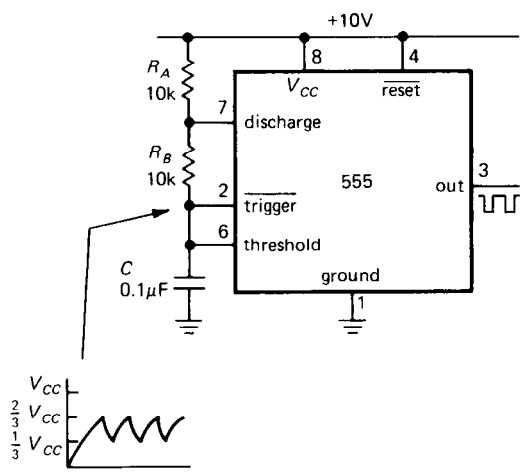 +10V
8
4
R_A
10k
V_CC
reset
7
discharge
R_B
10k
555
3
out
2
trigger
6
threshold
C
0.1μF
ground
1
V_CC
2/3 V_CC
1/3 V_CC